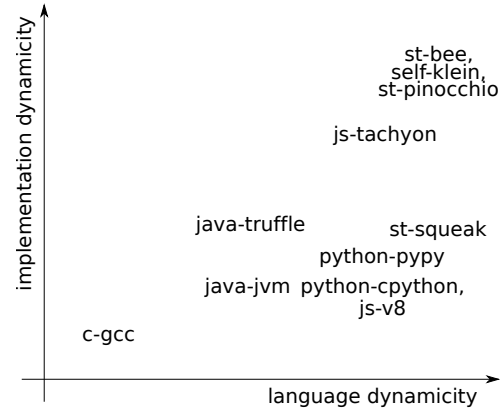 implementation dynamicity
st-bee,
self-klein,
st-pinocchio
js-tachyon
java-truffle
st-squeak
python-pypy
java-jvm
python-cpython,
js-v8
c-gcc
language dynamicity